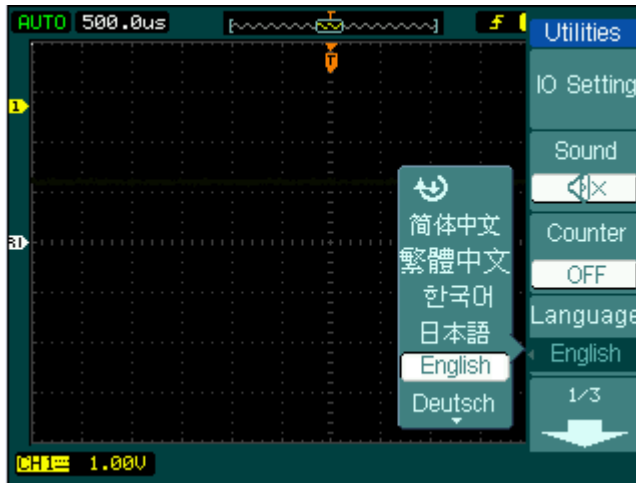 AUTO 500.0us
T
Utilities
IO Setting
Sound
Counter
OFF
Language
English
1/3
简体中文
繁體中文
한국어
日本語
English
Deutsch
1
R1
CH1 1.00V